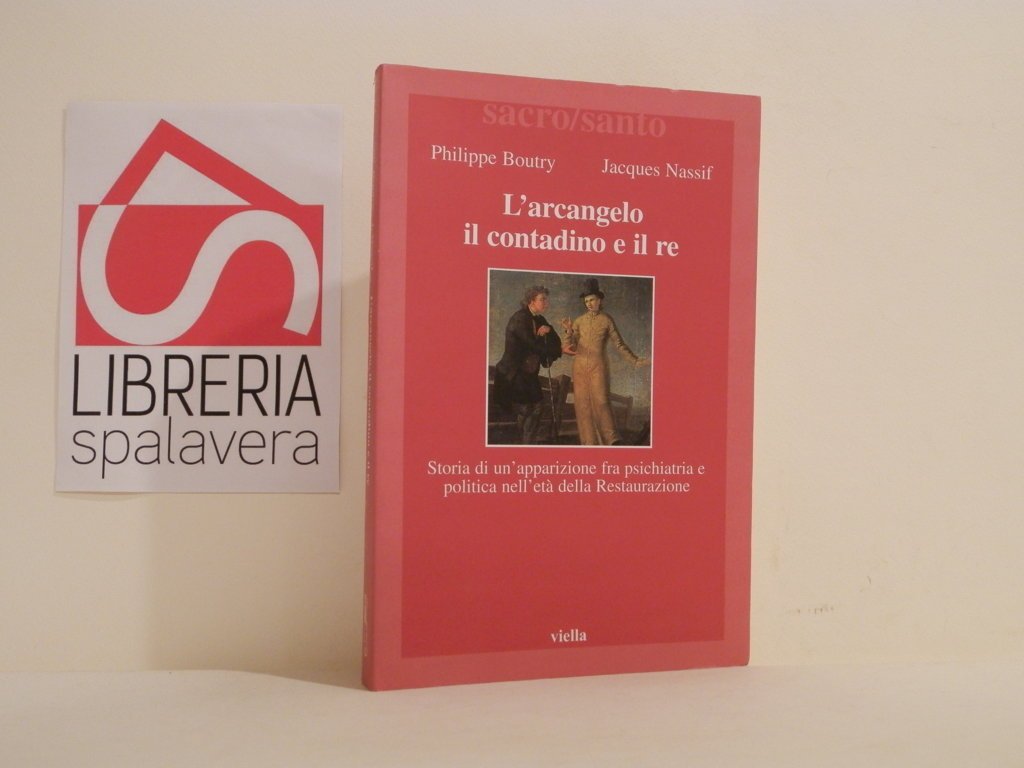 LIBRERIA
spalavera
sacro/santo
Philippe Boutry Jacques Nassif
L'arcangelo
il contadino e il re
Storia di un'apparizione fra psichiatria e
politica nell'età della Restaurazione
viella